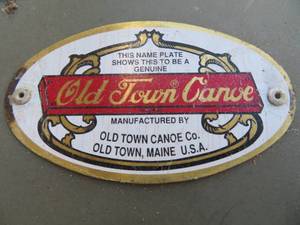 THIS NAME PLATE
SHOWS THIS TO BE A
GENUINE
Old Town® Canoe
MANUFACTURED BY
OLD TOWN CANOE Co.
OLD TOWN, MAINE U.S.A.